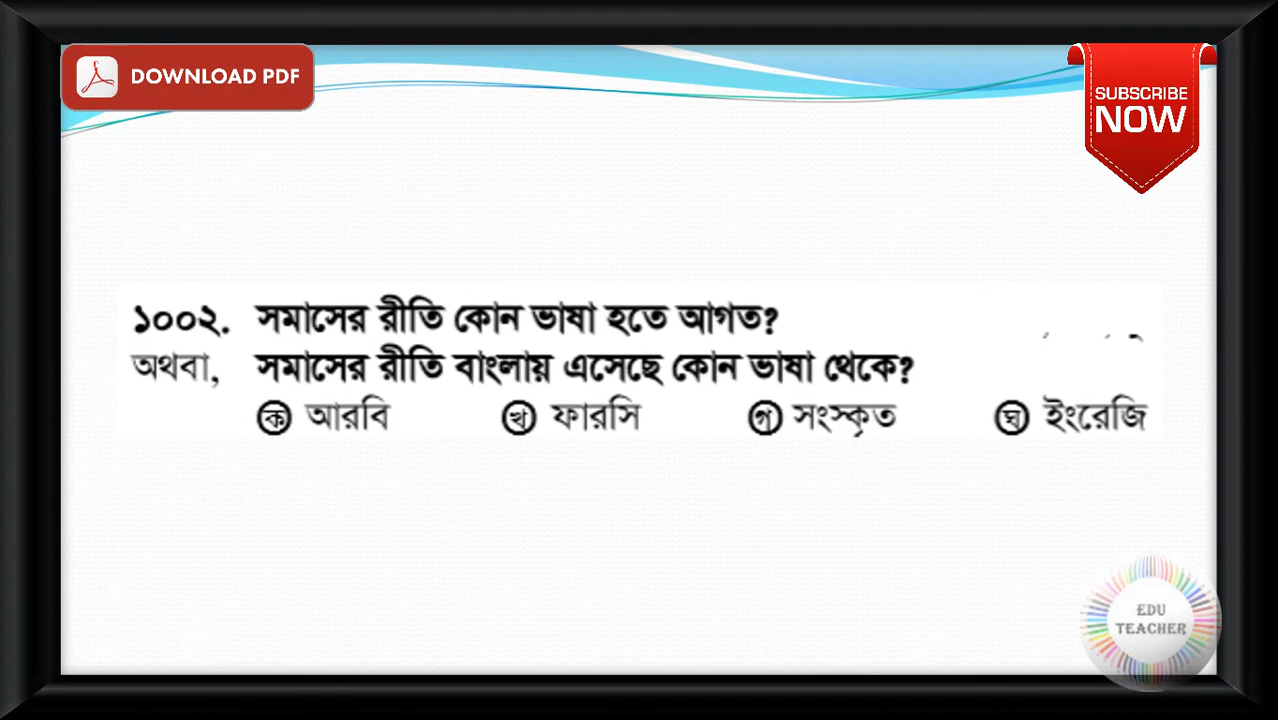 DOWNLOAD PDF
SUBSCRIBE
NOW
১০০২. সমাসের রীতি কোন ভাষা হতে আগত?
অথবা, সমাসের রীতি বাংলায় এসেছে কোন ভাষা থেকে?
ক আরবি খ ফারসি গ সংস্কৃত ঘ ইংরেজি
EDU
TEACHER